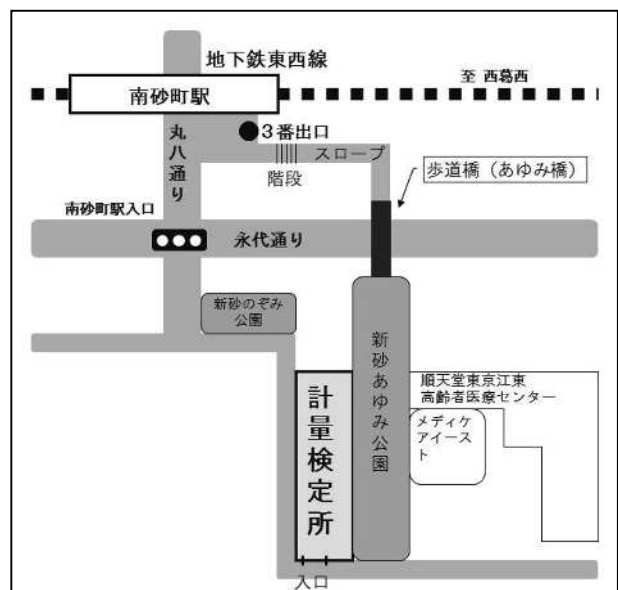 地下鉄東西線
至 西葛西
南砂町駅
３番出口
丸八通り
スロープ
階段
歩道橋（あゆみ橋）
南砂町駅入口
永代通り
新砂のぞみ
公園
新砂あゆみ公園
順天堂東京江東
高齢者医療センター
メディケ
アイース
ト
計量検定所
入口